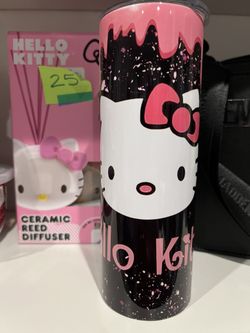 HELLO
KITTY
25
CERAMIC
REED
DIFFUSER
llo Kit